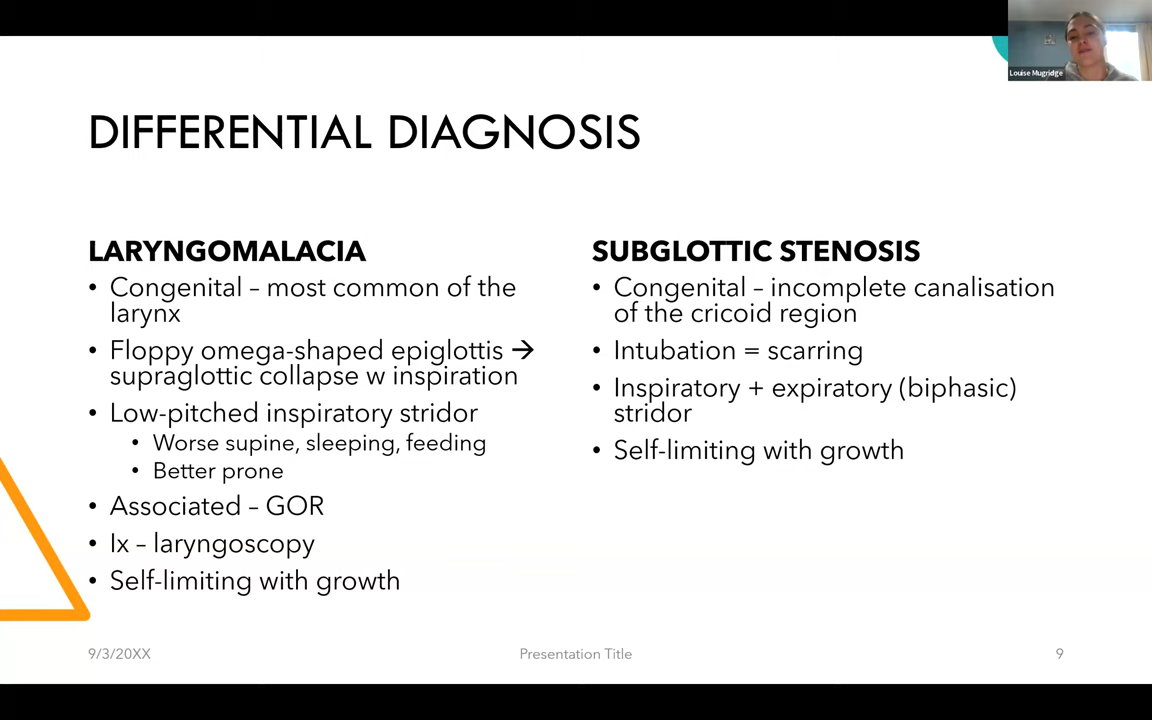 Louise Mugridge
DIFFERENTIAL DIAGNOSIS
LARYNGOMALACIA
• Congenital – most common of the
larynx
• Floppy omega-shaped epiglottis →
supraglottic collapse w inspiration
• Low-pitched inspiratory stridor
• Worse supine, sleeping, feeding
• Better prone
• Associated – GOR
• Ix – laryngoscopy
• Self-limiting with growth
SUBGLOTTIC STENOSIS
• Congenital – incomplete canalisation
of the cricoid region
• Intubation = scarring
• Inspiratory + expiratory (biphasic)
stridor
• Self-limiting with growth
9/3/20XX
Presentation Title
9